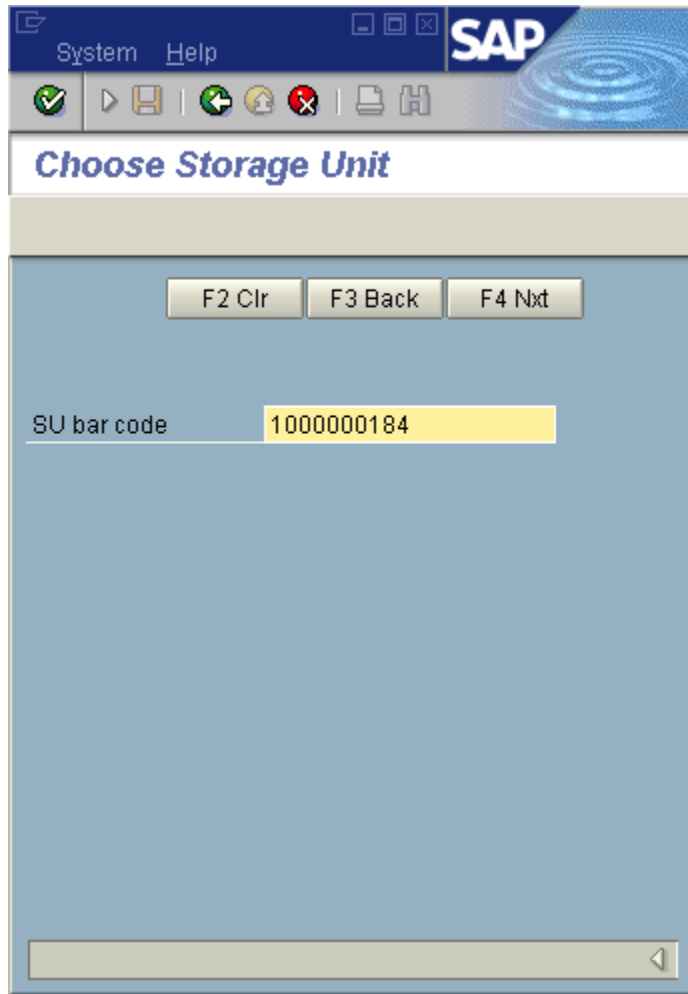 SAP
System Help
Choose Storage Unit
F2 Clr F3 Back F4 Nxt
SU bar code 1000000184